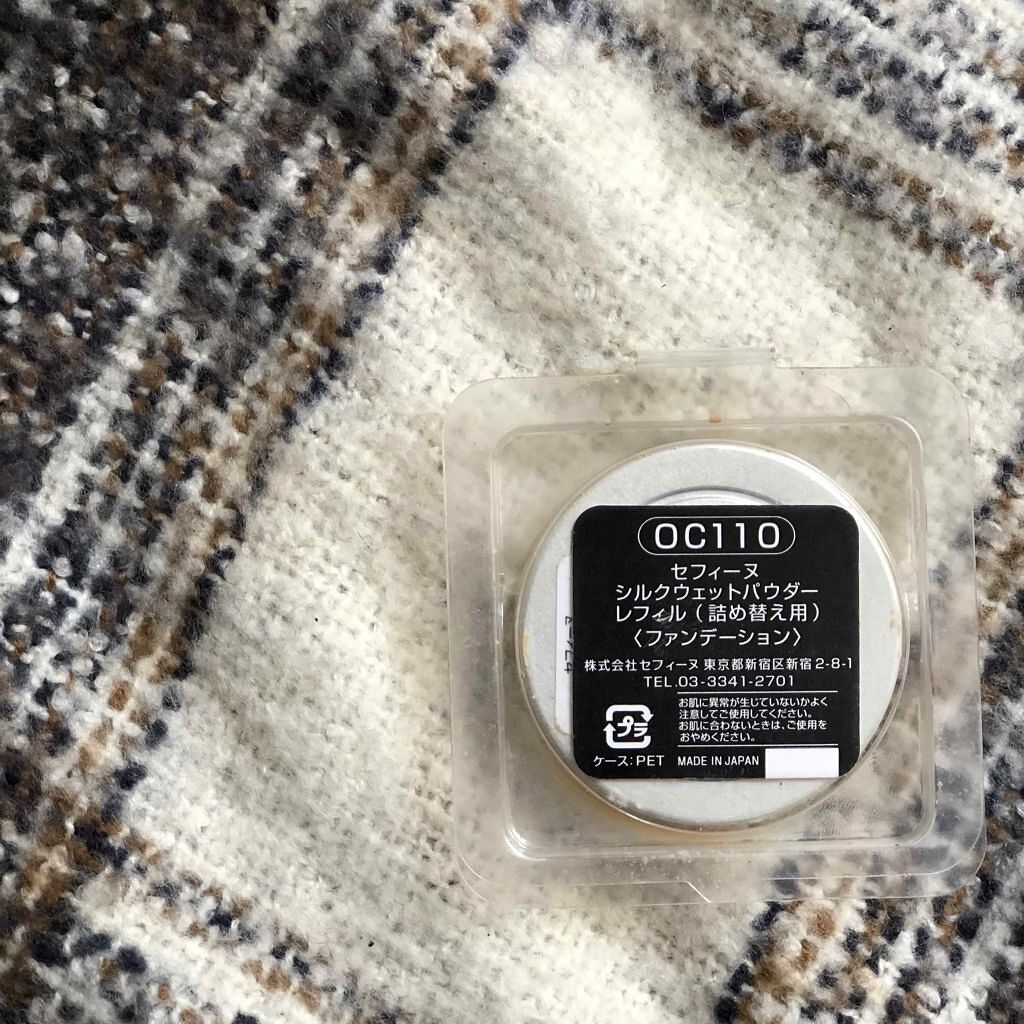 OC110
セフィーヌ
シルクウェットパウダー
レフィル(詰め替え用)
〈ファンデーション〉
株式会社セフィーヌ 東京都新宿区新宿2-8-1
TEL.03-3341-2701
お肌に異常が生じていないかよく
注意してご使用してください。
お肌に合わないときは、ご使用を
おやめください。
プラ
ケース:PET
MADE IN JAPAN